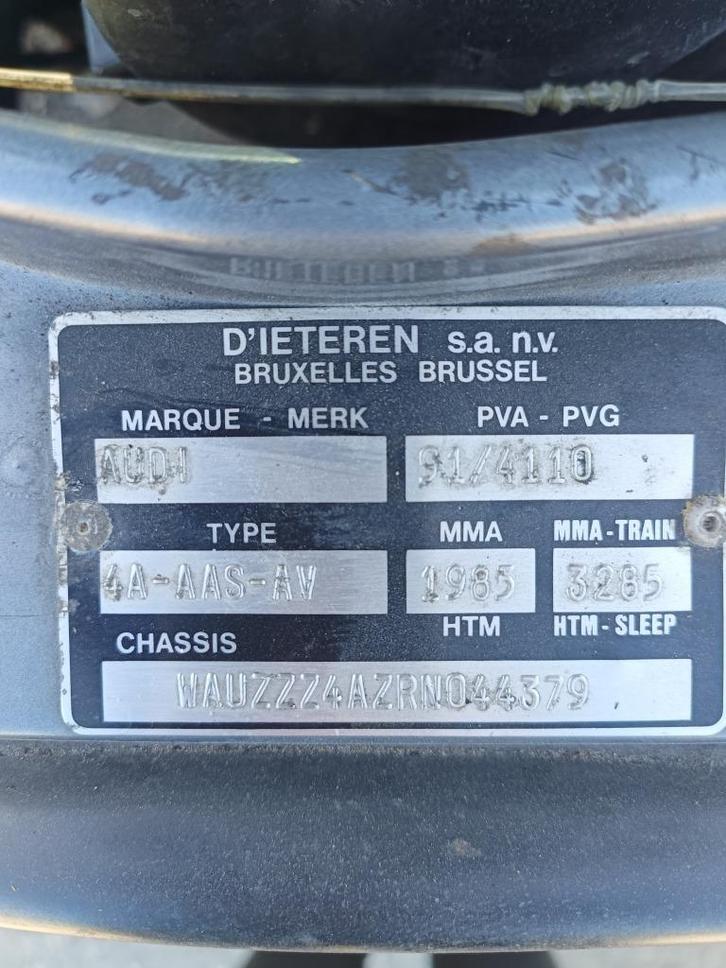 D'IETEREN s.a. n.v.
BRUXELLES BRUSSEL
MARQUE - MERK PVA - PVG
AUDI 91/4110
TYPE MMA MMA-TRAIN
4A-AAS-AV 1985 3285
HTM HTM-SLEEP
CHASSIS
WAUZZZ4AZRN044379